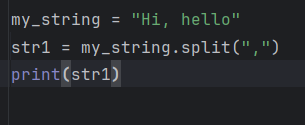 my_string = "Hi, hello"
str1 = my_string.split(",")
print(str1)